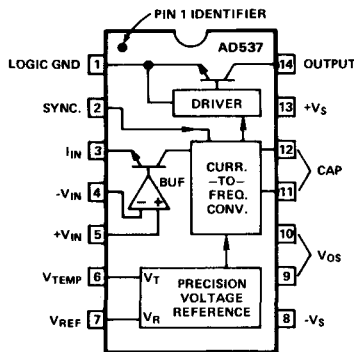 PIN 1 IDENTIFIER
AD537
LOGIC GND 1
14 OUTPUT
DRIVER
SYNC. 2
13 +VS
IIN 3
12
CAP
BUF
CURR.
–TO–
FREQ.
CONV.
-VIN 4
11
– +
+VIN 5
10
VOS
VTEMP 6
VT
PRECISION
VOLTAGE
REFERENCE
9
VREF 7
VR
8 -VS